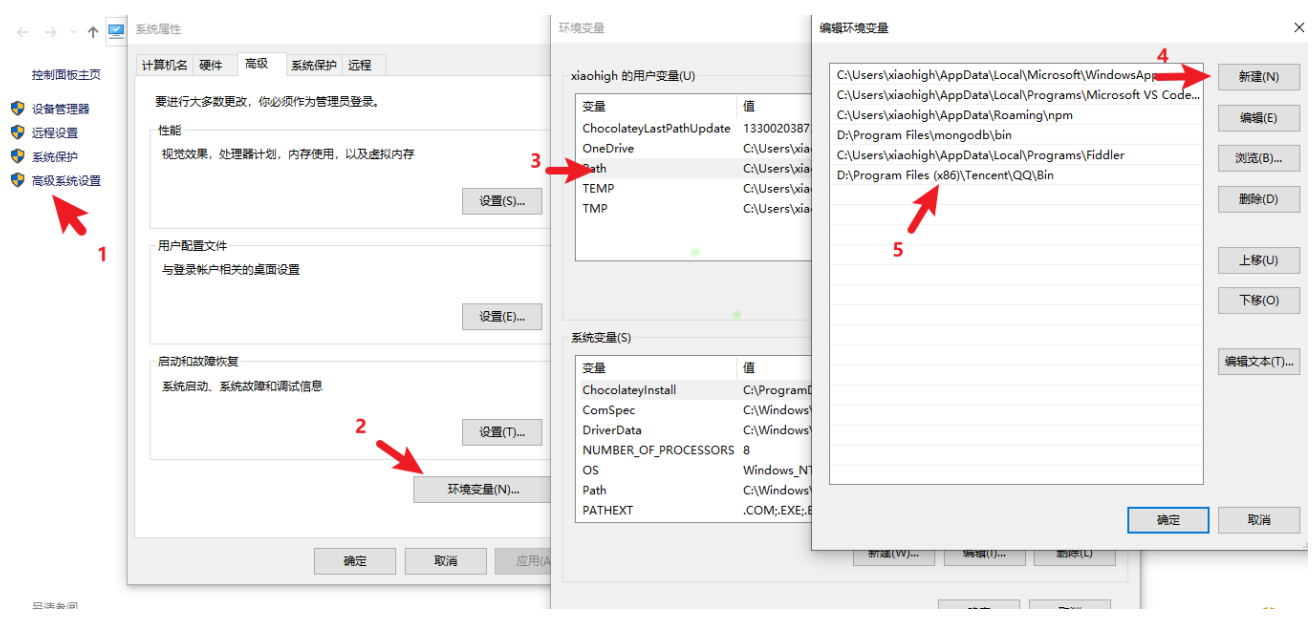 控制面板主页
设备管理器
远程设置
系统保护
高级系统设置
1
系统属性
计算机名 硬件 高级 系统保护 远程
要进行大多数更改，你必须作为管理员登录。
性能
视觉效果，处理器计划，内存使用，以及虚拟内存
设置(S)...
用户配置文件
与登录帐户相关的桌面设置
设置(E)...
启动和故障恢复
系统启动、系统故障和调试信息
设置(T)...
2
环境变量(N)...
确定 取消 应用(A
环境变量
xiaohigh 的用户变量(U)
变量 值
ChocolateyLastPathUpdate 1330020387
OneDrive C:\Users\xia
3
Path C:\Users\xia
TEMP C:\Users\xia
TMP C:\Users\xia
系统变量(S)
变量 值
ChocolateyInstall C:\ProgramD
ComSpec C:\Windows\
DriverData C:\Windows\
NUMBER_OF_PROCESSORS 8
OS Windows_NT
Path C:\Windows\
PATHEXT .COM;.EXE;.B
新建(W)... 编辑(I)... 删除(L)
编辑环境变量
4
C:\Users\xiaohigh\AppData\Local\Microsoft\WindowsApp
C:\Users\xiaohigh\AppData\Local\Programs\Microsoft VS Code...
C:\Users\xiaohigh\AppData\Roaming\npm
D:\Program Files\mongodb\bin
C:\Users\xiaohigh\AppData\Local\Programs\Fiddler
D:\Program Files (x86)\Tencent\QQ\Bin
5
新建(N)
编辑(E)
浏览(B)...
删除(D)
上移(U)
下移(O)
编辑文本(T)...
确定 取消